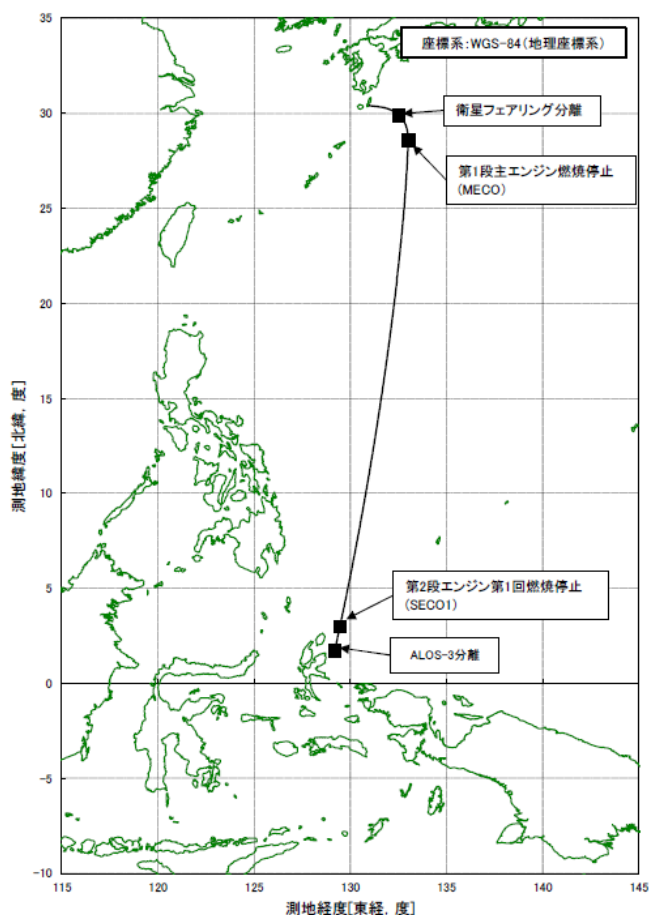 35
座標系:WGS-84(地理座標系)
衛星フェアリング分離
30
第1段主エンジン燃焼停止
(MECO)
25
20
15
測地緯度[北緯, 度]
10
5
第2段エンジン第1回燃焼停止
(SECO1)
ALOS-3分離
0
-5
-10
115
120
125
130
135
140
145
測地経度[東経, 度]